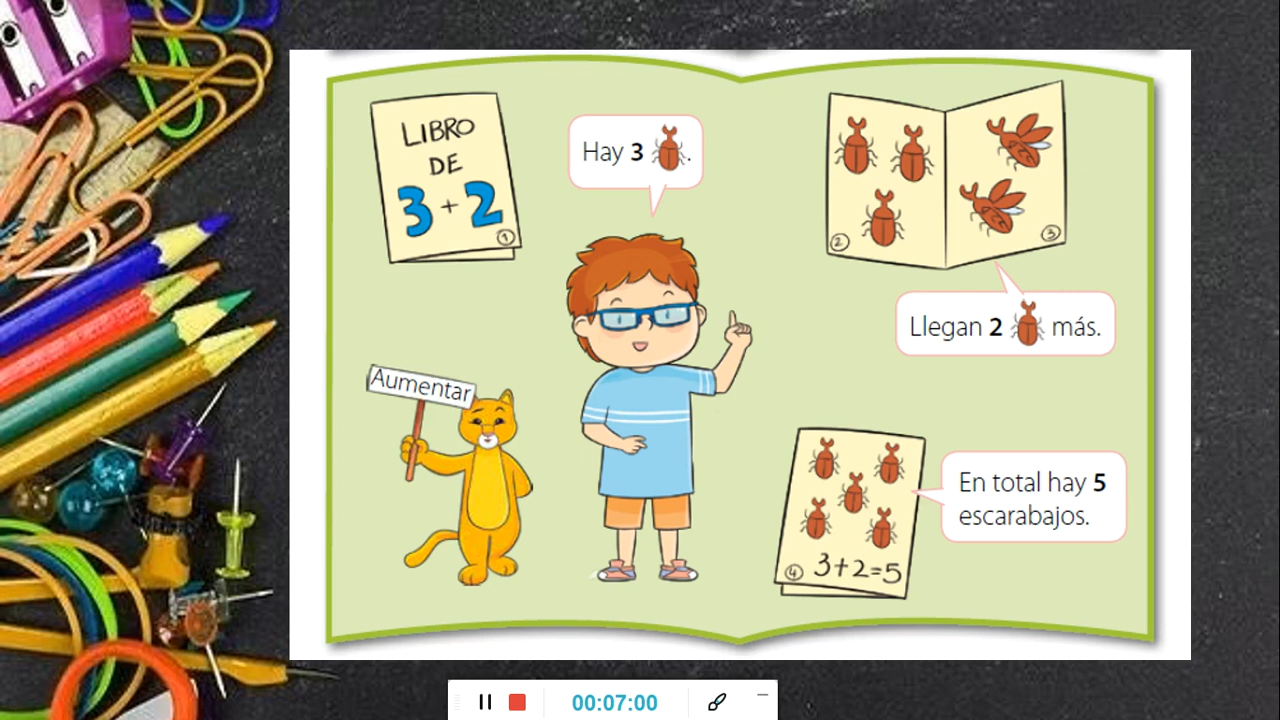 LIBRO
DE
3 + 2
1
Hay 3 .
2
3
Llegan 2 más.
Aumentar
En total hay 5
escarabajos.
3+2=5
4
00:07:00